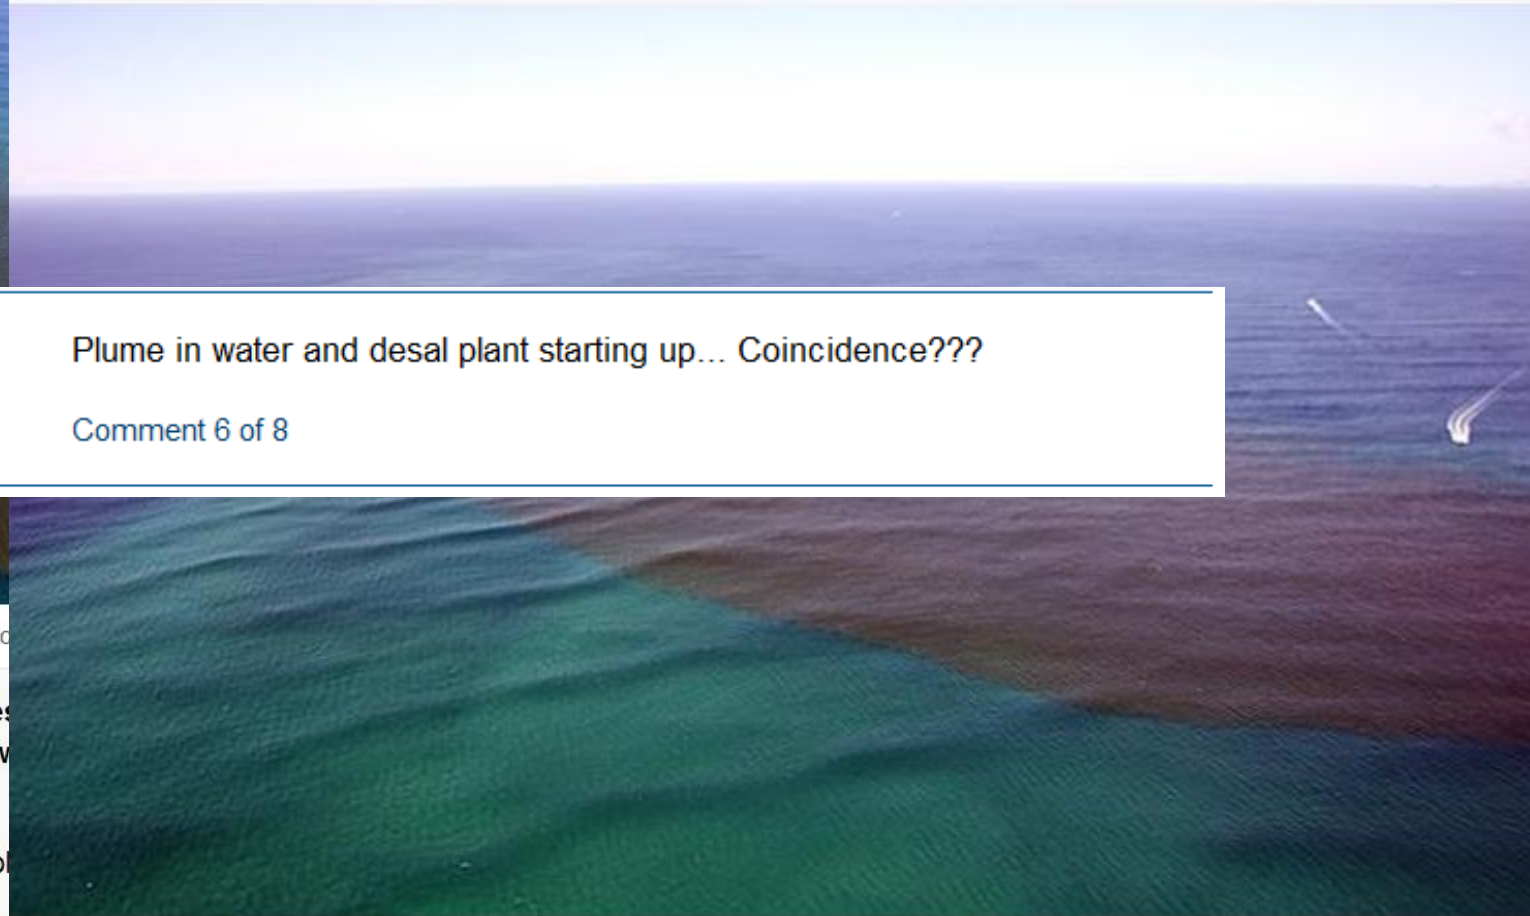 Plume in water and desal plant starting up... Coincidence???
Comment 6 of 8